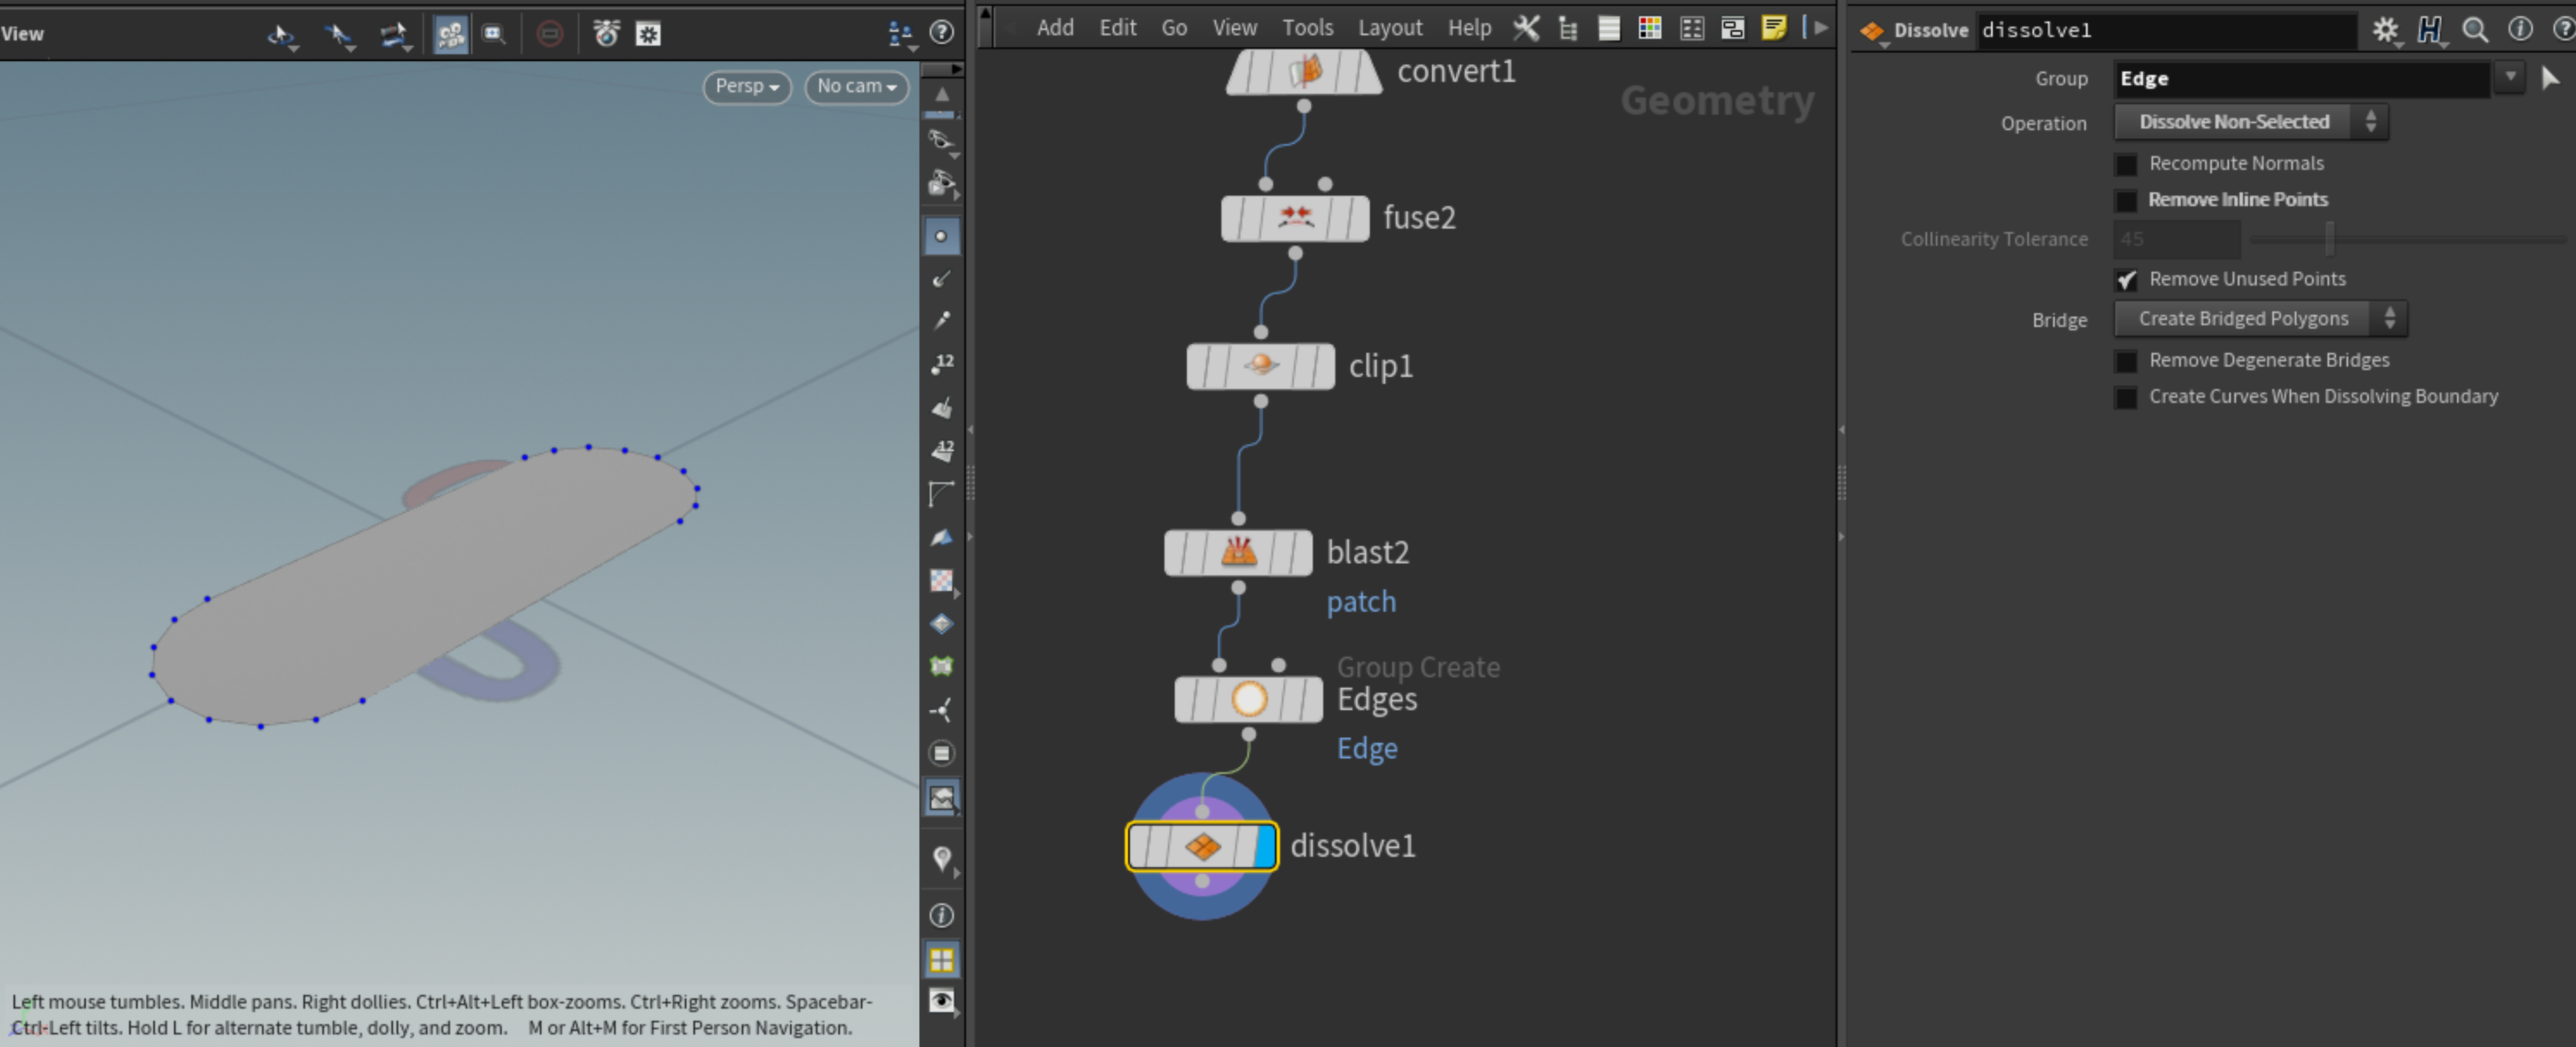 View
Persp
No cam
12
12
Left mouse tumbles. Middle pans. Right dollies. Ctrl+Alt+Left box-zooms. Ctrl+Right zooms. Spacebar-
Ctrl-Left tilts. Hold L for alternate tumble, dolly, and zoom. M or Alt+M for First Person Navigation.
Add Edit Go View Tools Layout Help
Geometry
convert1
fuse2
clip1
blast2
patch
Group Create
Edges
Edge
dissolve1
Dissolve dissolve1
Group Edge
Operation Dissolve Non-Selected
Recompute Normals
Remove Inline Points
Collinearity Tolerance 45
Remove Unused Points
Bridge Create Bridged Polygons
Remove Degenerate Bridges
Create Curves When Dissolving Boundary